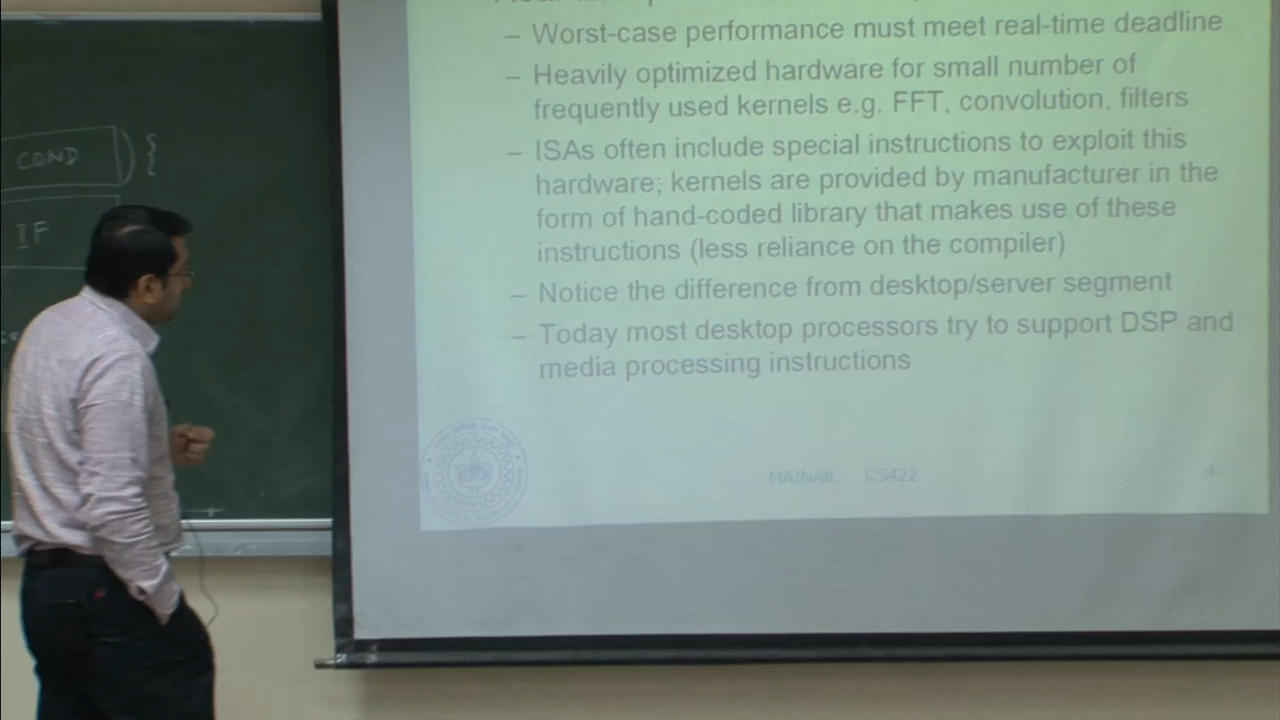 – Worst-case performance must meet real-time deadline
– Heavily optimized hardware for small number of
frequently used kernels e.g. FFT, convolution, filters
– ISAs often include special instructions to exploit this
hardware; kernels are provided by manufacturer in the
form of hand-coded library that makes use of these
instructions (less reliance on the compiler)
– Notice the difference from desktop/server segment
– Today most desktop processors try to support DSP and
media processing instructions
MAINAK CS422
4
COND
IF